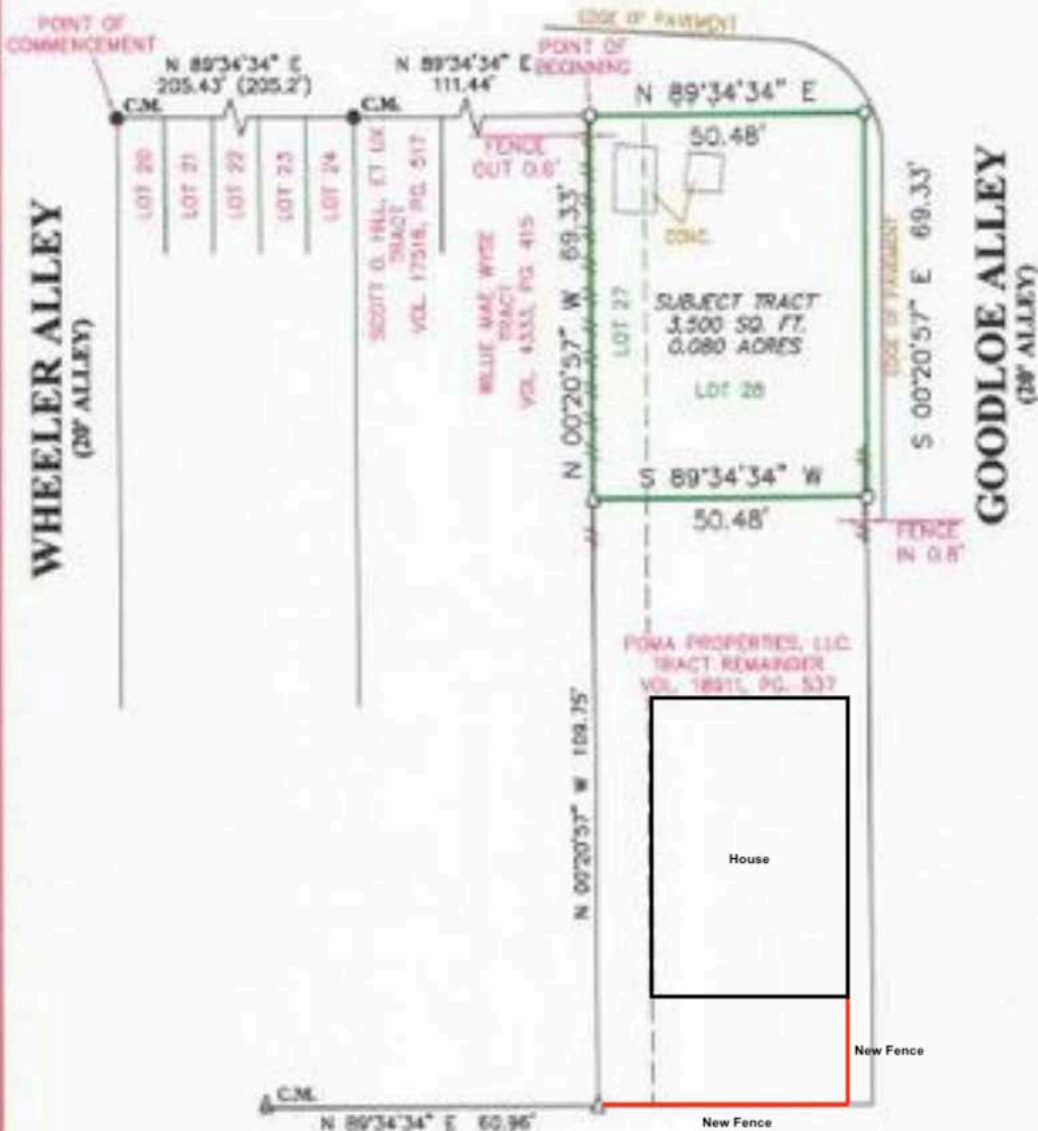 EDGE OF PAVEMENT
POINT OF
COMMENCEMENT
N 89°34'34" E
205.43' (205.2')
N 89°34'34" E
111.44'
POINT OF
BEGINNING
N 89°34'34" E
50.48'
C.M.
C.M.
FENCE
OUT 0.6'
LOT 20
LOT 21
LOT 22
LOT 23
LOT 24
SCOTT D. HILL, ET UX
TRACT
VOL. 17518, PG. 517
WILLIE MAE WYSE
TRACT
VOL. 4333, PG. 415
N 00°20'57" W 69.33'
CONC.
LOT 27
SUBJECT TRACT
3,500 SQ. FT.
0.080 ACRES
LOT 28
EDGE OF PAVEMENT
S 00°20'57" E 69.33'
WHEELER ALLEY
(20' ALLEY)
GOODLOE ALLEY
(20' ALLEY)
S 89°34'34" W
50.48'
FENCE
IN 0.8'
POMA PROPERTIES, LLC.
TRACT REMAINDER
VOL. 18911, PG. 537
N 00°20'57" W 109.75'
House
New Fence
C.M.
N 89°34'34" E 60.96'
New Fence